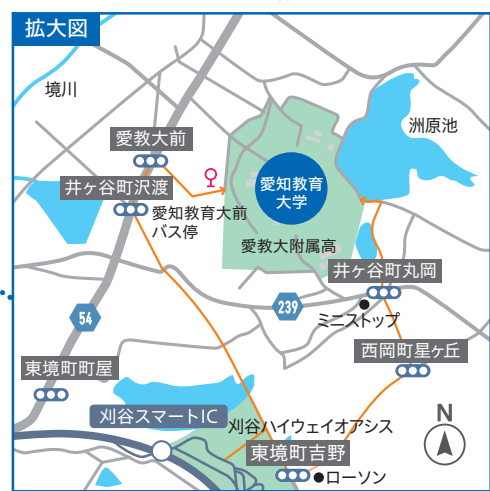 拡大図
境川
洲原池
愛教大前
井ヶ谷町沢渡
愛知教育
大学
愛知教育大前
バス停
愛教大附属高
井ヶ谷町丸岡
239
54
ミニストップ
西岡町星ヶ丘
東境町町屋
刈谷スマートIC
刈谷ハイウェイオアシス
N
東境町吉野
ローソン